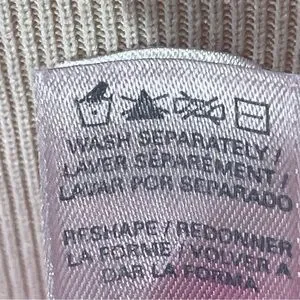 WASH SEPARATELY /
LAVER SÉPARÉMENT /
LAVAR POR SEPARADO
RESHAPE / REDONNER
LA FORME / VOLVER A
DAR LA FORMA